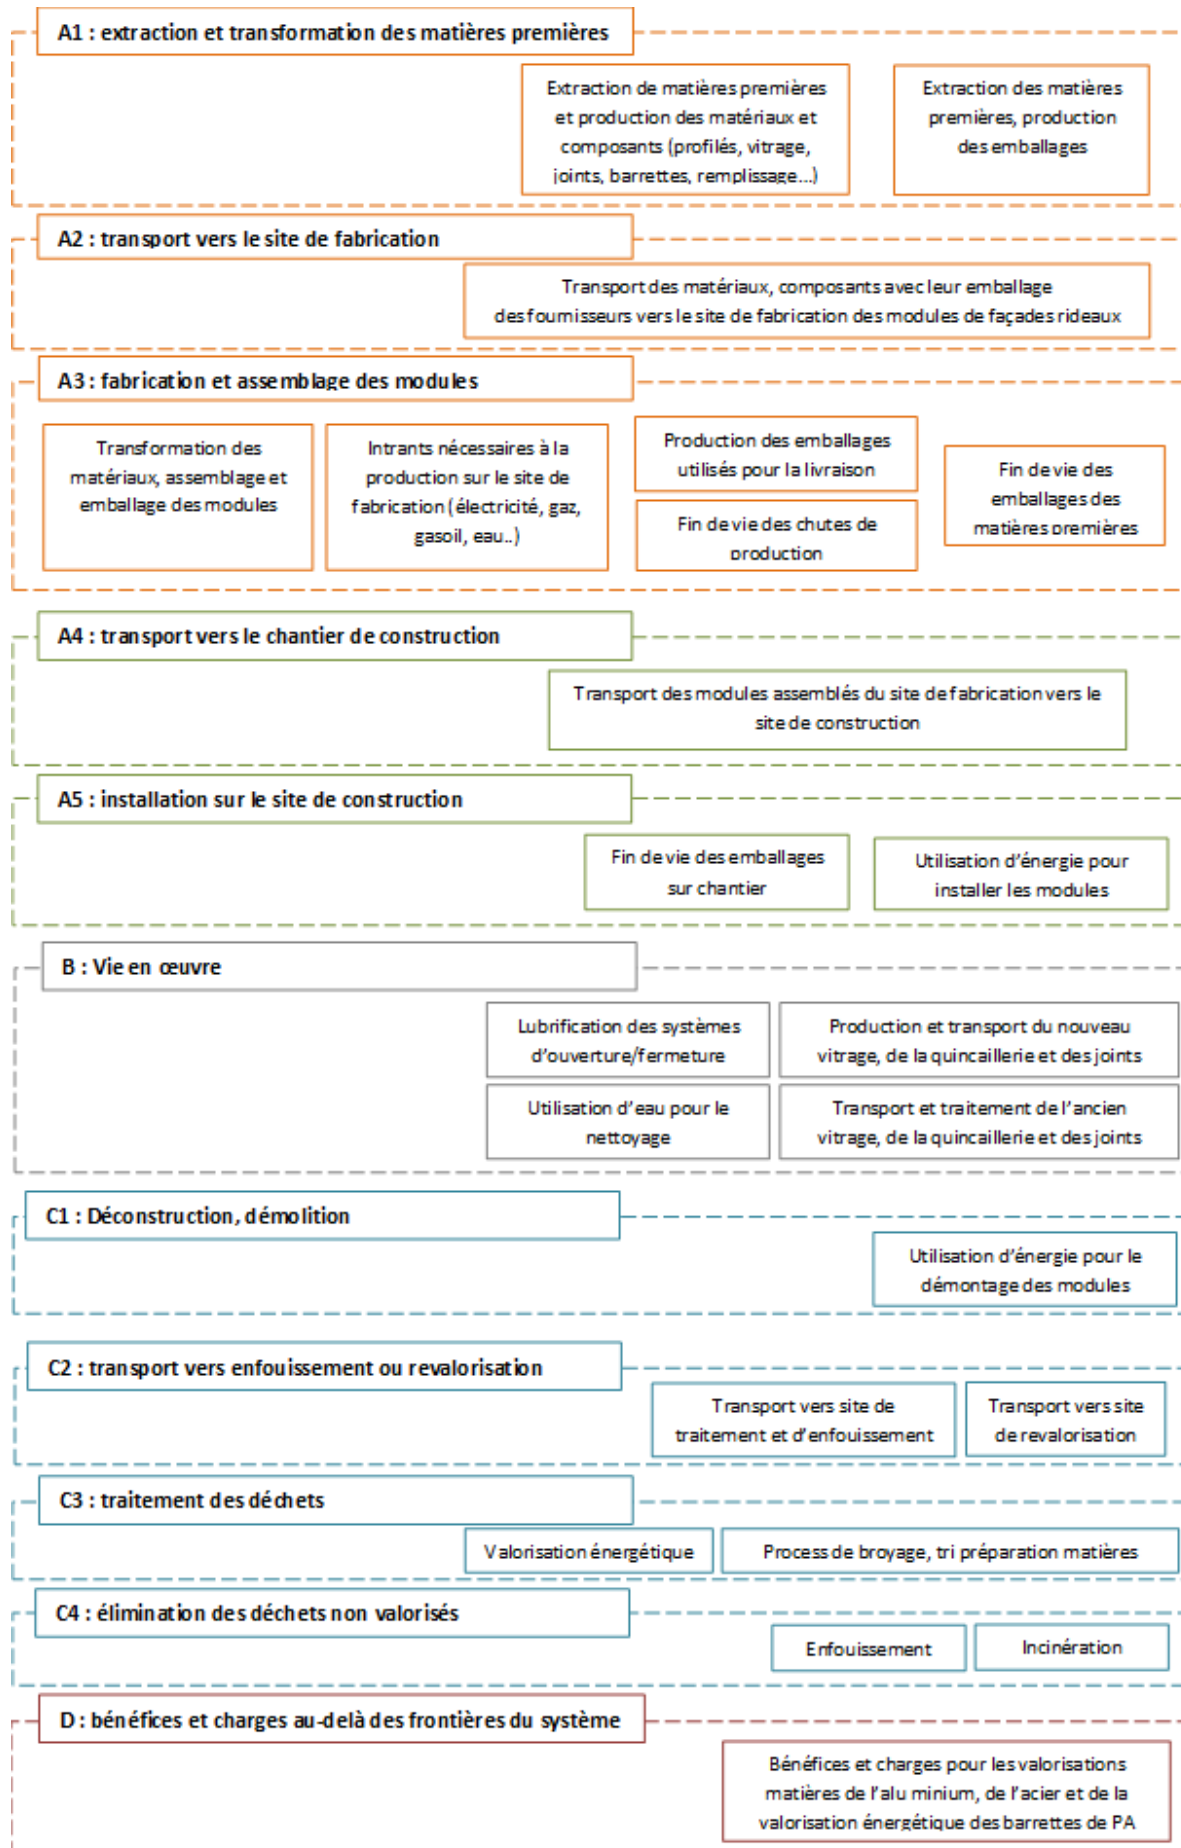 A1 : extraction et transformation des matières premières
Extraction de matières premières
et production des matériaux et
composants (profilés, vitrage,
joints, barrettes, remplissage...)
Extraction des matières
premières, production
des emballages
A2 : transport vers le site de fabrication
Transport des matériaux, composants avec leur emballage
des fournisseurs vers le site de fabrication des modules de façades rideaux
A3 : fabrication et assemblage des modules
Transformation des
matériaux, assemblage et
emballage des modules
Intrants nécessaires à la
production sur le site de
fabrication (électricité, gaz,
gasoil, eau..)
Production des emballages
utilisés pour la livraison
Fin de vie des chutes de
production
Fin de vie des
emballages des
matières premières
A4 : transport vers le chantier de construction
Transport des modules assemblés du site de fabrication vers le
site de construction
A5 : installation sur le site de construction
Fin de vie des emballages
sur chantier
Utilisation d'énergie pour
installer les modules
B : Vie en œuvre
Lubrification des systèmes
d'ouverture/fermeture
Production et transport du nouveau
vitrage, de la quincaillerie et des joints
Utilisation d'eau pour le
nettoyage
Transport et traitement de l'ancien
vitrage, de la quincaillerie et des joints
C1 : Déconstruction, démolition
Utilisation d'énergie pour le
démontage des modules
C2 : transport vers enfouissement ou revalorisation
Transport vers site de
traitement et d'enfouissement
Transport vers site
de revalorisation
C3 : traitement des déchets
Valorisation énergétique
Process de broyage, tri préparation matières
C4 : élimination des déchets non valorisés
Enfouissement
Incinération
D : bénéfices et charges au-delà des frontières du système
Bénéfices et charges pour les valorisations
matières de l'alu minium, de l'acier et de la
valorisation énergétique des barrettes de PA